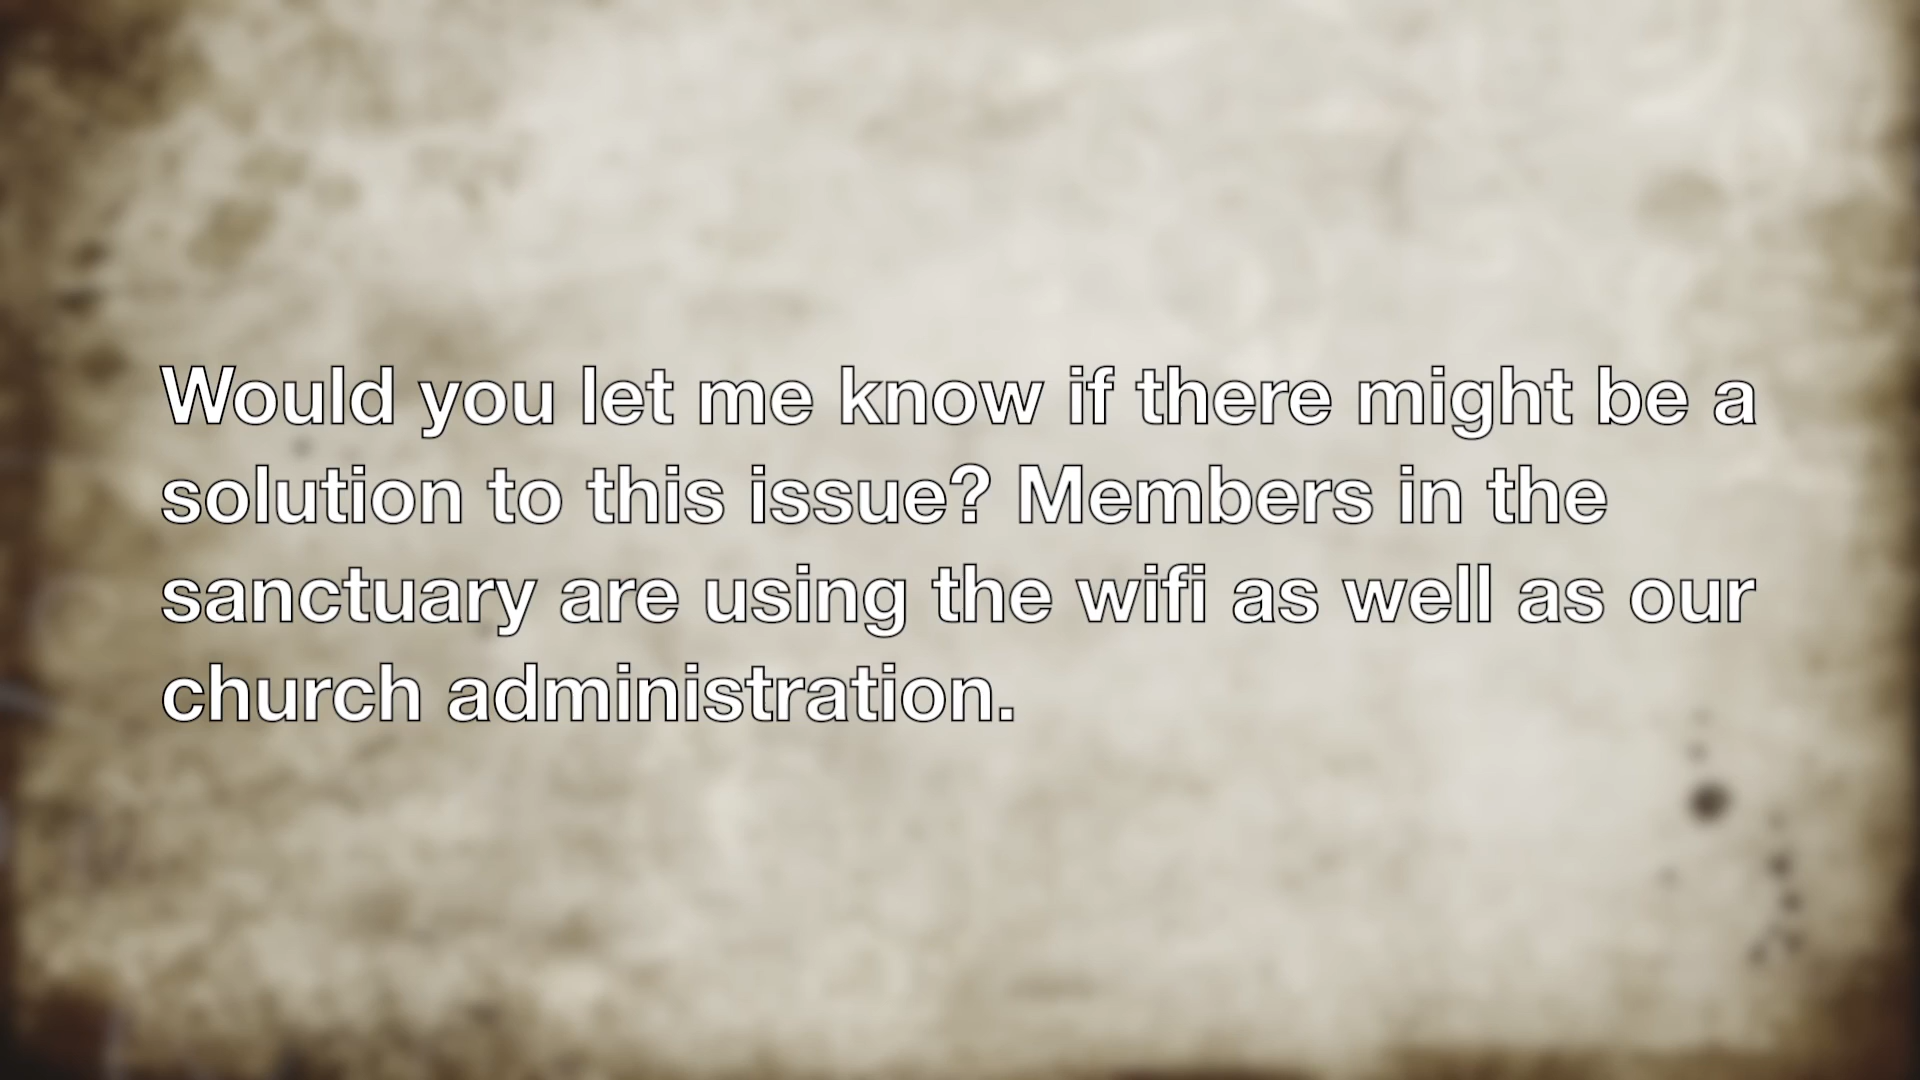 Would you let me know if there might be a
solution to this issue? Members in the
sanctuary are using the wifi as well as our
church administration.